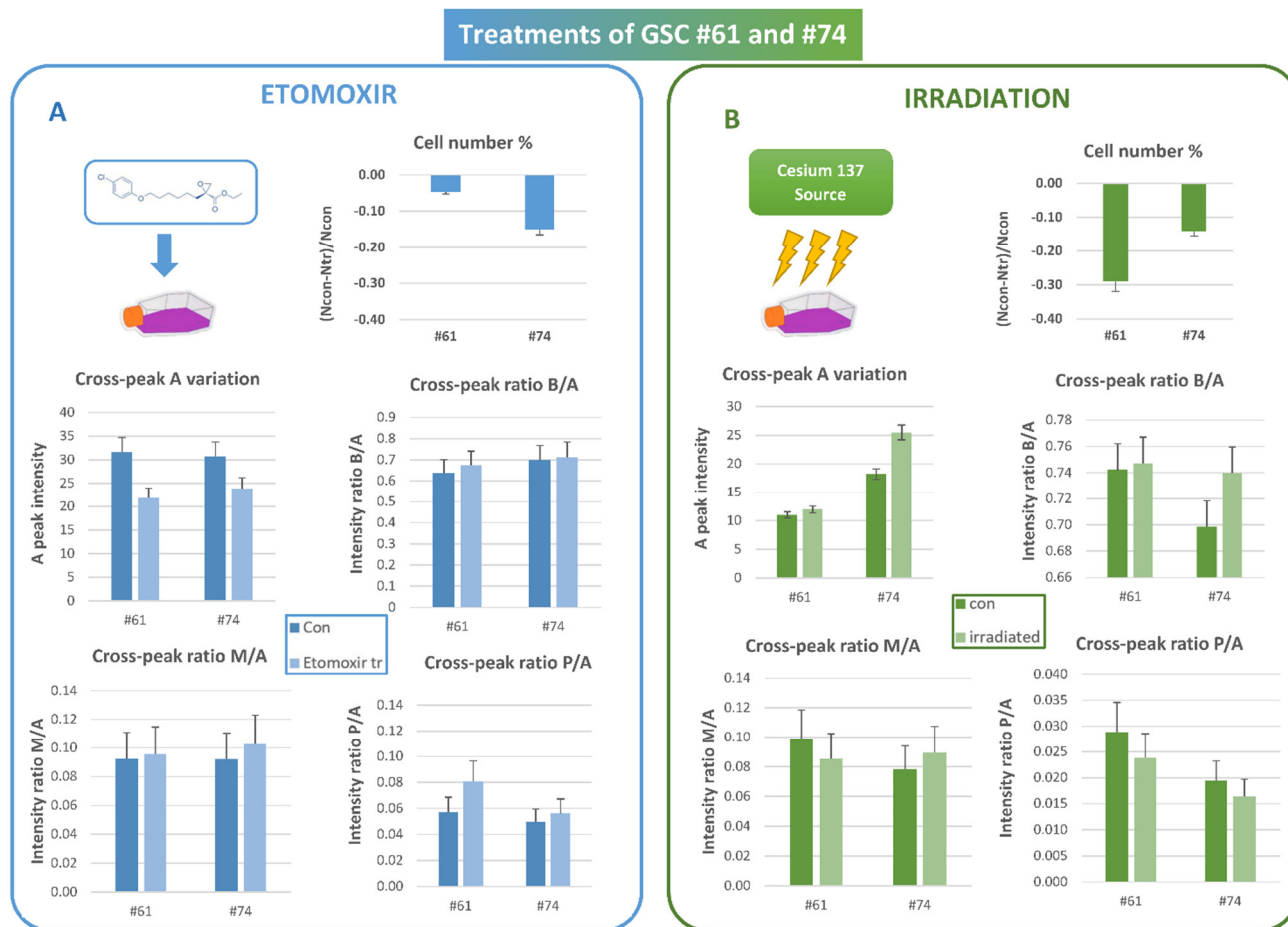 Treatments of GSC #61 and #74
ETOMOXIR
A
Cl
O
O
O
O
Cell number %
(Ncon-Ntr)/Ncon
0.00
-0.10
-0.20
-0.30
-0.40
#61 #74
Cross-peak A variation
A peak intensity
40
35
30
25
20
15
10
5
0
#61 #74
Cross-peak ratio B/A
Intensity ratio B/A
0.9
0.8
0.7
0.6
0.5
0.4
0.3
0.2
0.1
0
#61 #74
Con
Etomoxir tr
Cross-peak ratio M/A
Intensity ratio M/A
0.14
0.12
0.10
0.08
0.06
0.04
0.02
0.00
#61 #74
Cross-peak ratio P/A
Intensity ratio P/A
0.14
0.12
0.10
0.08
0.06
0.04
0.02
0.00
#61 #74
IRRADIATION
B
Cesium 137
Source
Cell number %
(Ncon-Ntr)/Ncon
0.00
-0.10
-0.20
-0.30
-0.40
#61 #74
Cross-peak A variation
A peak intensity
30
25
20
15
10
5
0
#61 #74
Cross-peak ratio B/A
Intensity ratio B/A
0.78
0.76
0.74
0.72
0.70
0.68
0.66
#61 #74
con
irradiated
Cross-peak ratio M/A
Intensity ratio M/A
0.14
0.12
0.10
0.08
0.06
0.04
0.02
0.00
#61 #74
Cross-peak ratio P/A
Intensity ratio P/A
0.040
0.035
0.030
0.025
0.020
0.015
0.010
0.005
0.000
#61 #74